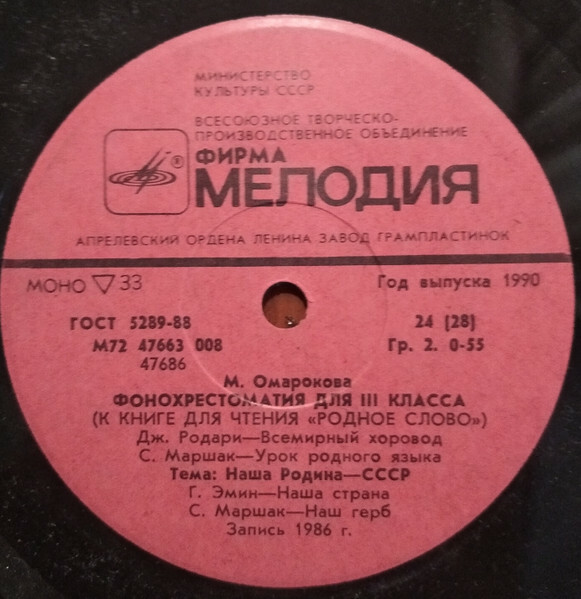 МИНИСТЕРСТВО
КУЛЬТУРЫ СССР
ВСЕСОЮЗНОЕ ТВОРЧЕСКО-
ПРОИЗВОДСТВЕННОЕ ОБЪЕДИНЕНИЕ
® ФИРМА
МЕЛОДИЯ
АПРЕЛЕВСКИЙ ОРДЕНА ЛЕНИНА ЗАВОД ГРАМПЛАСТИНОК
МОНО ▽ 33 Год выпуска 1990
ГОСТ 5289-88 24 (28)
М72 47663 008 Гр. 2. 0-55
47686
М. Омарокова
ФОНОХРЕСТОМАТИЯ ДЛЯ III КЛАССА
(К КНИГЕ ДЛЯ ЧТЕНИЯ «РОДНОЕ СЛОВО»)
Дж. Родари—Всемирный хоровод
С. Маршак—Урок родного языка
Тема: Наша Родина—СССР
Г. Эмин—Наша страна
С. Маршак—Наш герб
Запись 1986 г.